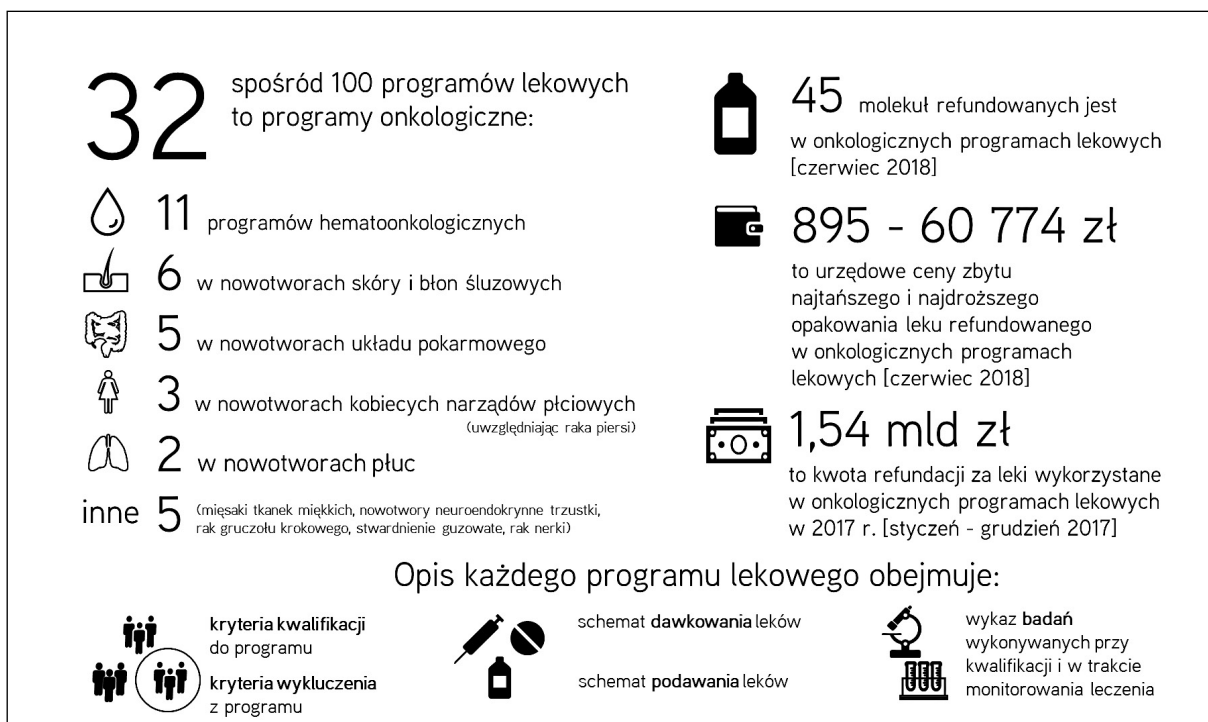 32 spośród 100 programów lekowych
to programy onkologiczne:
11 programów hematoonkologicznych
6 w nowotworach skóry i błon śluzowych
5 w nowotworach układu pokarmowego
3 w nowotworach kobiecych narządów płciowych
(uwzględniając raka piersi)
2 w nowotworach płuc
inne 5 (mięsaki tkanek miękkich, nowotwory neuroendokrynne trzustki,
rak gruczołu krokowego, stwardnienie guzowate, rak nerki)
45 molekuł refundowanych jest
w onkologicznych programach lekowych
[czerwiec 2018]
895 - 60 774 zł
to urzędowe ceny zbytu
najtańszego i najdroższego
opakowania leku refundowanego
w onkologicznych programach
lekowych [czerwiec 2018]
1,54 mld zł
to kwota refundacji za leki wykorzystane
w onkologicznych programach lekowych
w 2017 r. [styczeń - grudzień 2017]
Opis każdego programu lekowego obejmuje:
kryteria kwalifikacji
do programu
kryteria wykluczenia
z programu
schemat dawkowania leków
schemat podawania leków
wykaz badań
wykonywanych przy
kwalifikacji i w trakcie
monitorowania leczenia